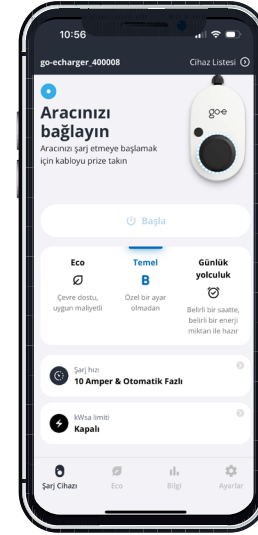 10:56
go-echarger_400008 Cihaz Listesi
Aracınızı
bağlayın
Aracınızı şarj etmeye başlamak
için kabloyu prize takın
go-e
Başla
Eco
Çevre dostu,
uygun maliyetli
Temel
B
Özel bir ayar
olmadan
Günlük
yolculuk
Belirli bir saatte,
belirli bir enerji
miktarı ile hazır
Şarj hızı
10 Amper & Otomatik Fazlı
kWsa limiti
Kapalı
Şarj Cihazı Eco Bilgi Ayarlar